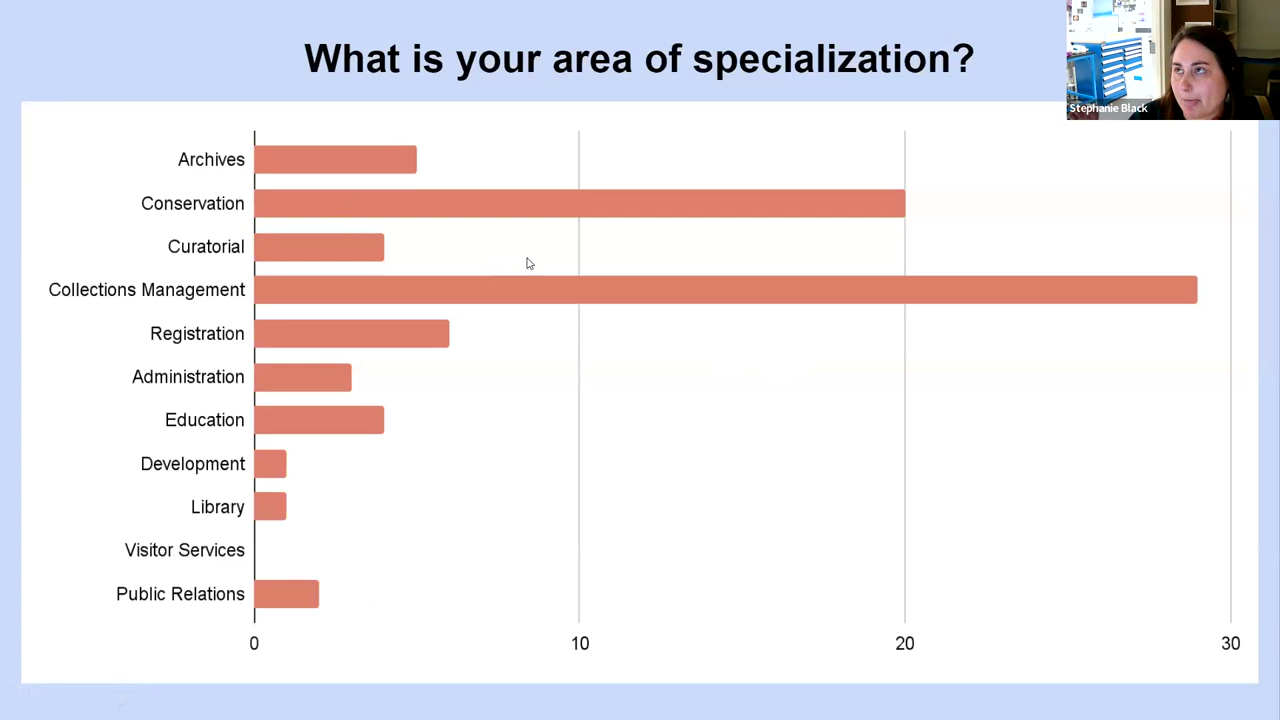 What is your area of specialization?
Stephanie Black
Archives
Conservation
Curatorial
Collections Management
Registration
Administration
Education
Development
Library
Visitor Services
Public Relations
0 10 20 30